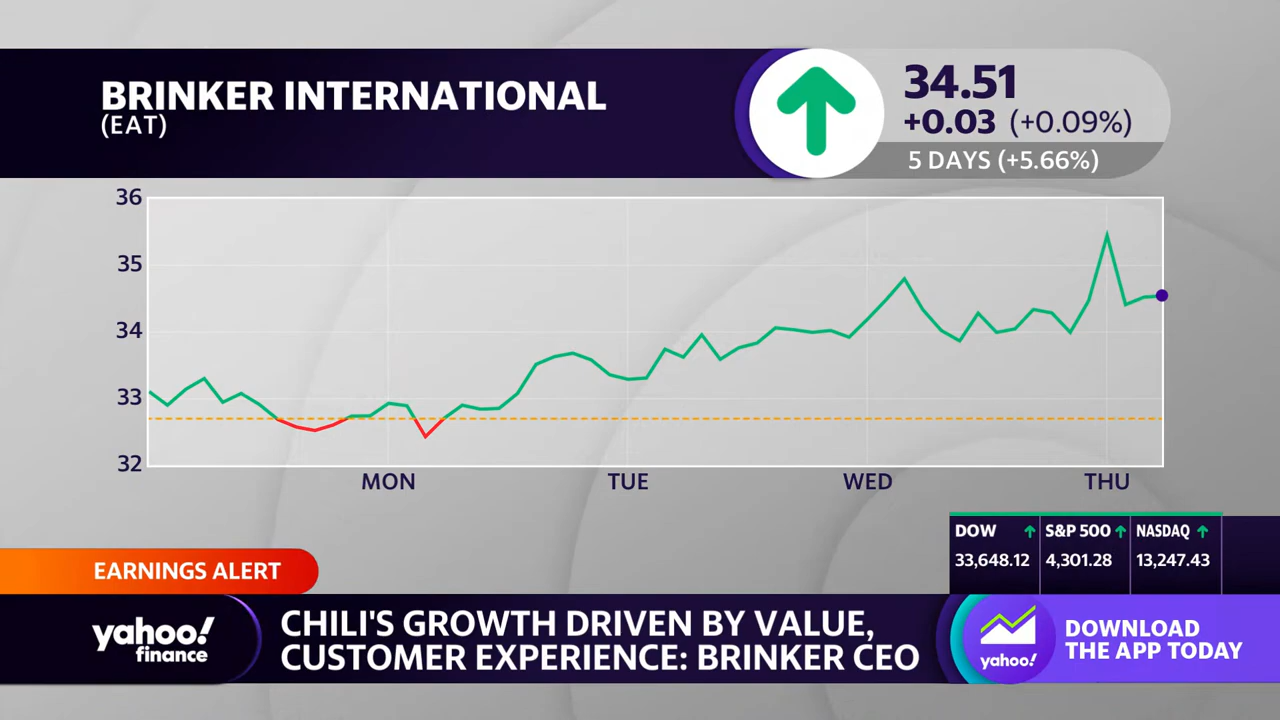 BRINKER INTERNATIONAL
(EAT)
34.51
+0.03 (+0.09%)
5 DAYS (+5.66%)
36
35
34
33
32
MON TUE WED THU
DOW S&P 500 NASDAQ
33,648.12 4,301.28 13,247.43
EARNINGS ALERT
yahoo!
finance
CHILI'S GROWTH DRIVEN BY VALUE,
CUSTOMER EXPERIENCE: BRINKER CEO
yahoo!
DOWNLOAD
THE APP TODAY